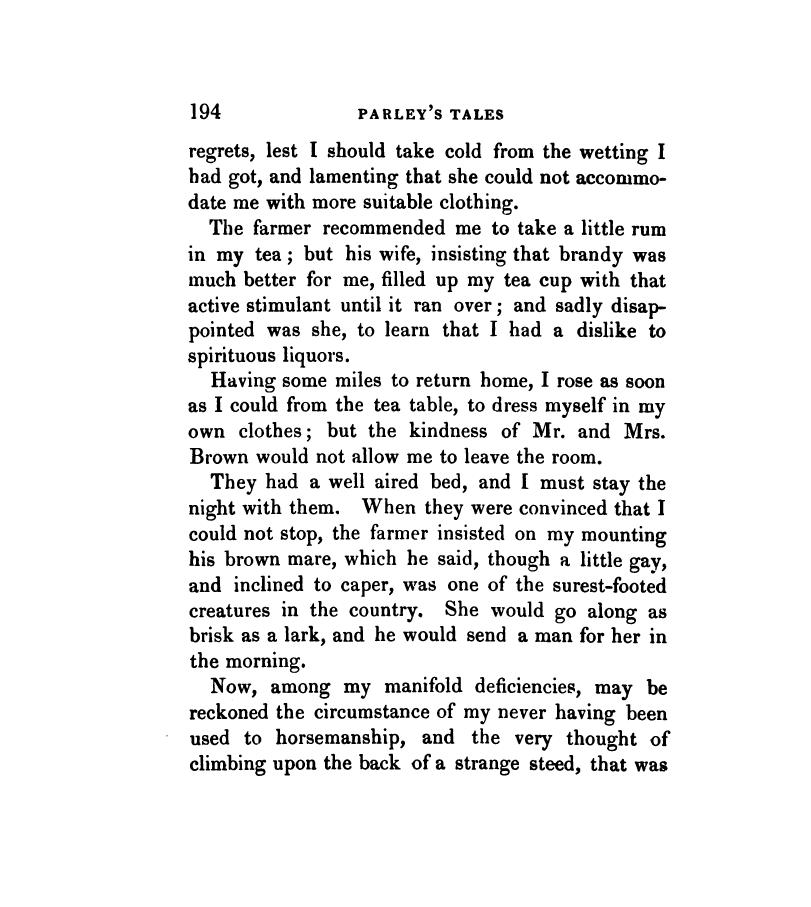 194 PARLEY'S TALES
regrets, lest I should take cold from the wetting I
had got, and lamenting that she could not accommo-
date me with more suitable clothing.
The farmer recommended me to take a little rum
in my tea ; but his wife, insisting that brandy was
much better for me, filled up my tea cup with that
active stimulant until it ran over ; and sadly disap-
pointed was she, to learn that I had a dislike to
spirituous liquors.
Having some miles to return home, I rose as soon
as I could from the tea table, to dress myself in my
own clothes ; but the kindness of Mr. and Mrs.
Brown would not allow me to leave the room.
They had a well aired bed, and I must stay the
night with them. When they were convinced that I
could not stop, the farmer insisted on my mounting
his brown mare, which he said, though a little gay,
and inclined to caper, was one of the surest-footed
creatures in the country. She would go along as
brisk as a lark, and he would send a man for her in
the morning.
Now, among my manifold deficiencies, may be
reckoned the circumstance of my never having been
used to horsemanship, and the very thought of
climbing upon the back of a strange steed, that was